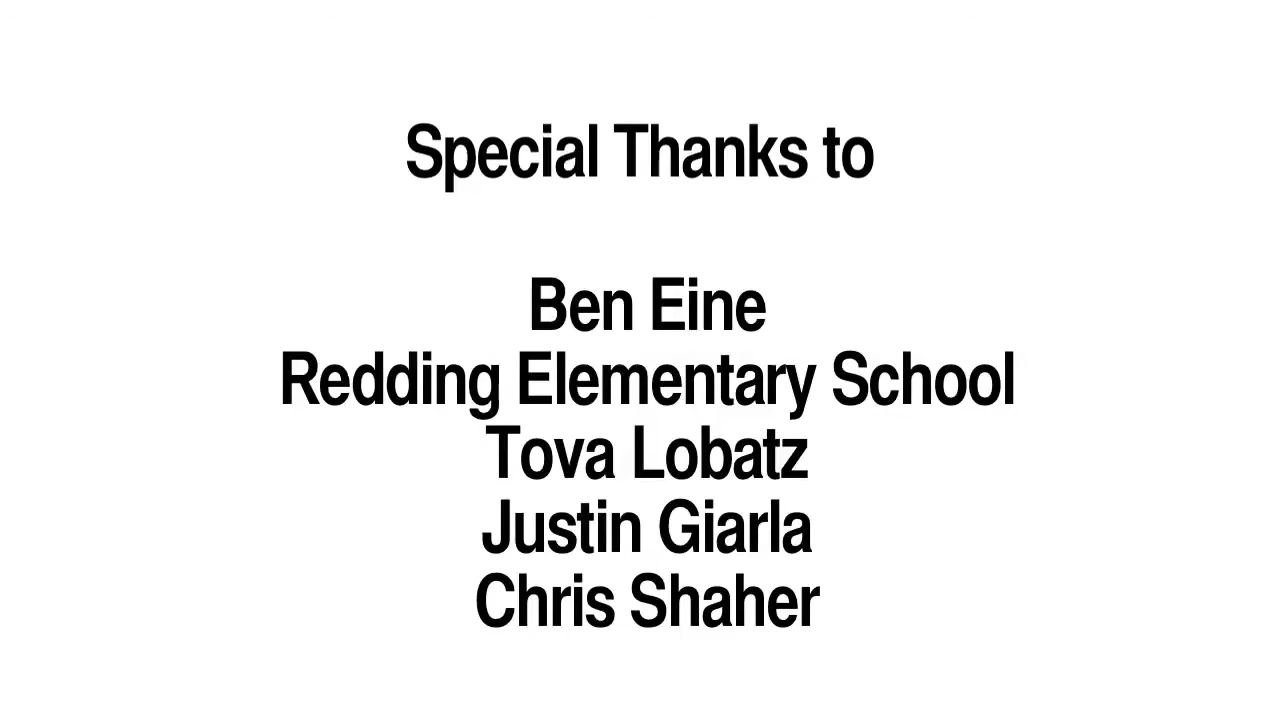 Special Thanks to
Ben Eine
Redding Elementary School
Tova Lobatz
Justin Giarla
Chris Shaher